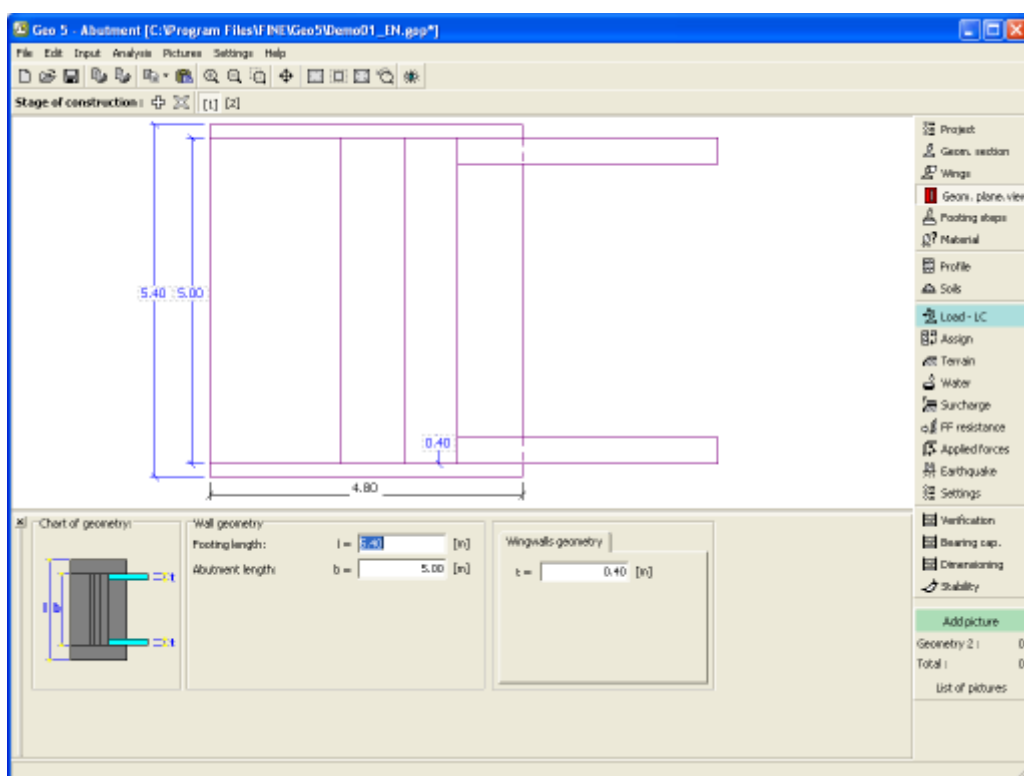 Geo 5 - Abutment [C:\Program Files\FINE\Geo5\Demo01_EN.gop*]
File Edit Input Analysis Pictures Settings Help
Stage of construction: [1] [2]
5.40 5.00
0.40
4.80
Project
Geom. section
Wings
Geom. plane.view
Footing steps
Material
Profile
Soils
Load - LC
Assign
Terrain
Water
Surcharge
FF resistance
Applied forces
Earthquake
Settings
Verification
Bearing cap.
Dimensioning
Stability
Add picture
Geometry 2 : 0
Total : 0
List of pictures
Chart of geometry:
l b
t
t
Wall geometry
Footing length: l = 5.40 [m]
Abutment length: b = 5.00 [m]
Wingwalls geometry
t = 0.40 [m]